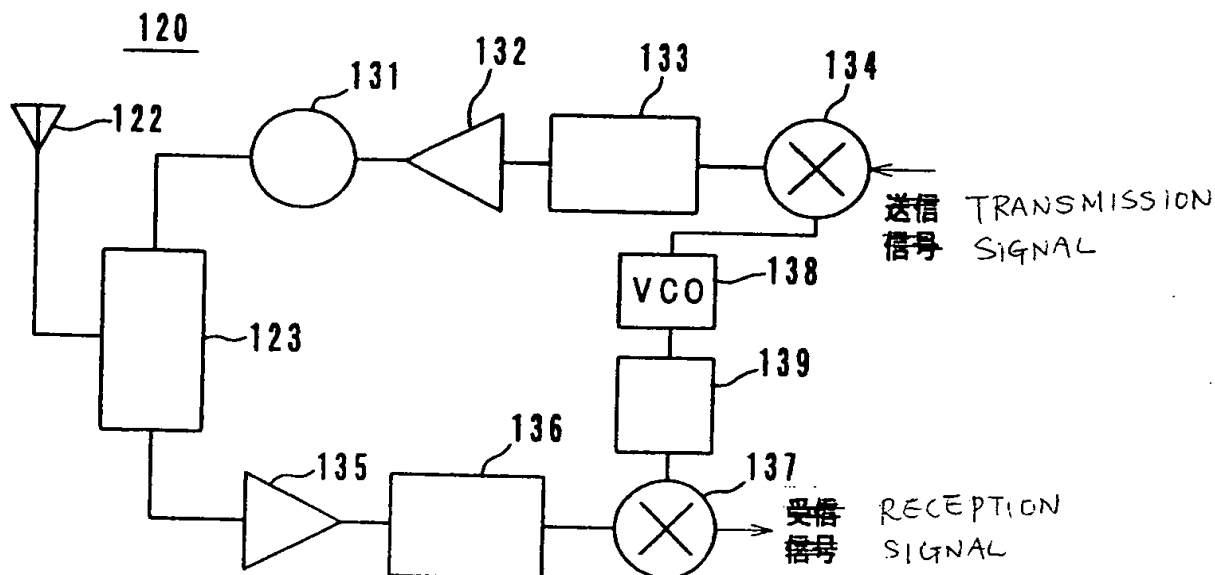 120
131
132
133
134
122
送信 TRANSMISSION
信号 SIGNAL
VCO
138
123
139
135
136
137
受信 RECEPTION
信号 SIGNAL